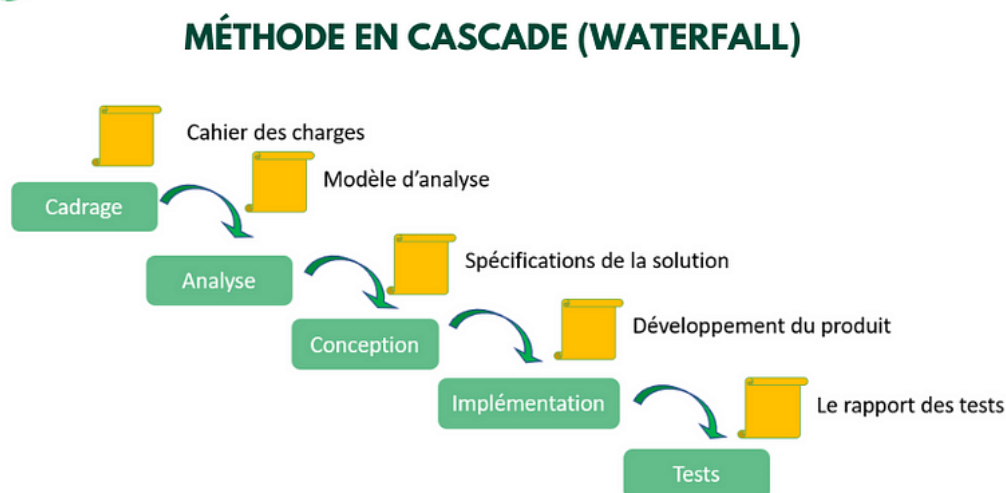 MÉTHODE EN CASCADE (WATERFALL)
Cahier des charges
Cadrage
Modèle d'analyse
Analyse
Spécifications de la solution
Conception
Développement du produit
Implémentation
Le rapport des tests
Tests